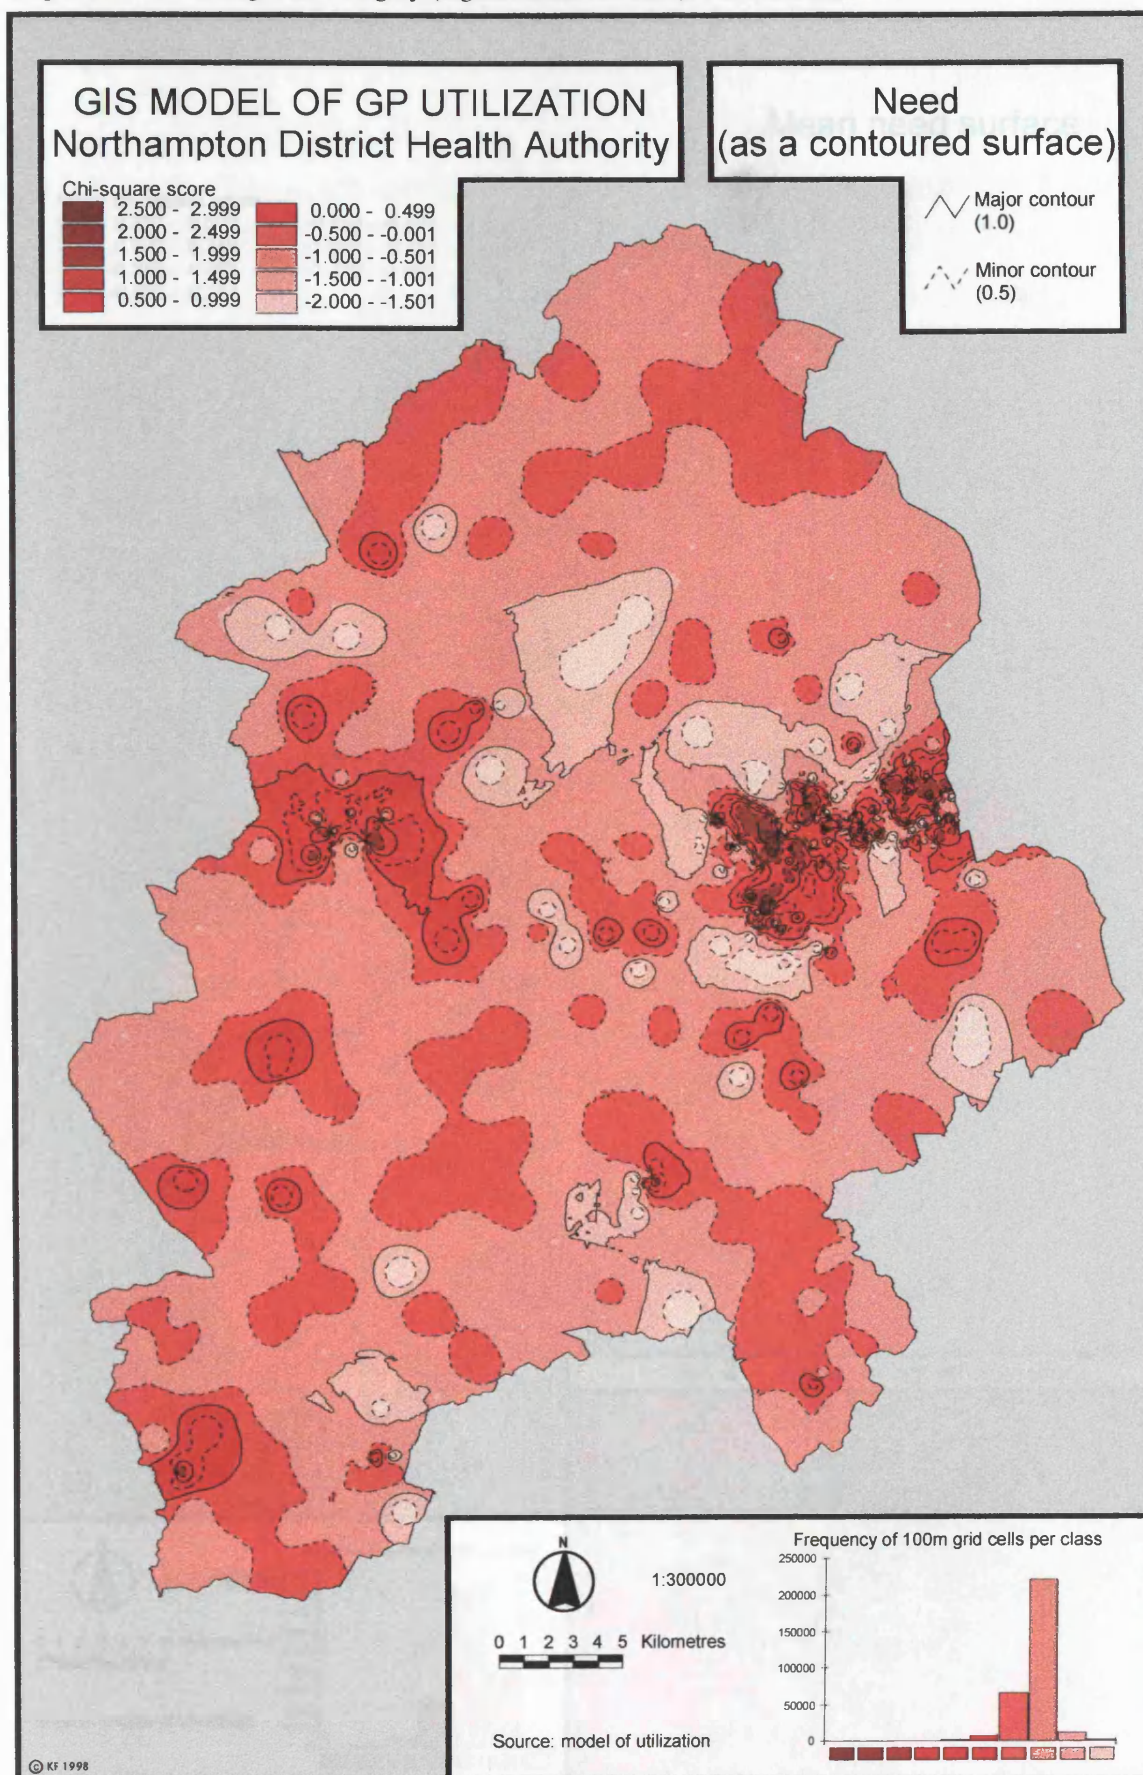 GIS MODEL OF GP UTILIZATION
Northampton District Health Authority
Chi-square score
2.500 - 2.999
2.000 - 2.499
1.500 - 1.999
1.000 - 1.499
0.500 - 0.999
0.000 - 0.499
-0.500 - -0.001
-1.000 - -0.501
-1.500 - -1.001
-2.000 - -1.501
Need
(as a contoured surface)
Major contour
(1.0)
Minor contour
(0.5)
N
1:300000
0 1 2 3 4 5 Kilometres
Source: model of utilization
Frequency of 100m grid cells per class
250000
200000
150000
100000
50000
0
© KF 1998